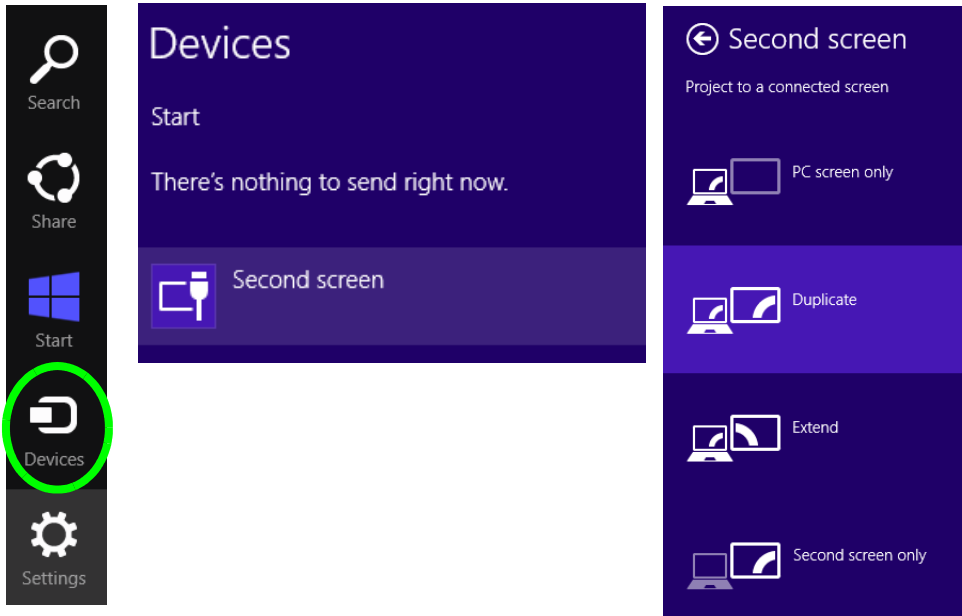 Search
Share
Start
Devices
Settings
Devices
Start
There's nothing to send right now.
Second screen
Second screen
Project to a connected screen
PC screen only
Duplicate
Extend
Second screen only